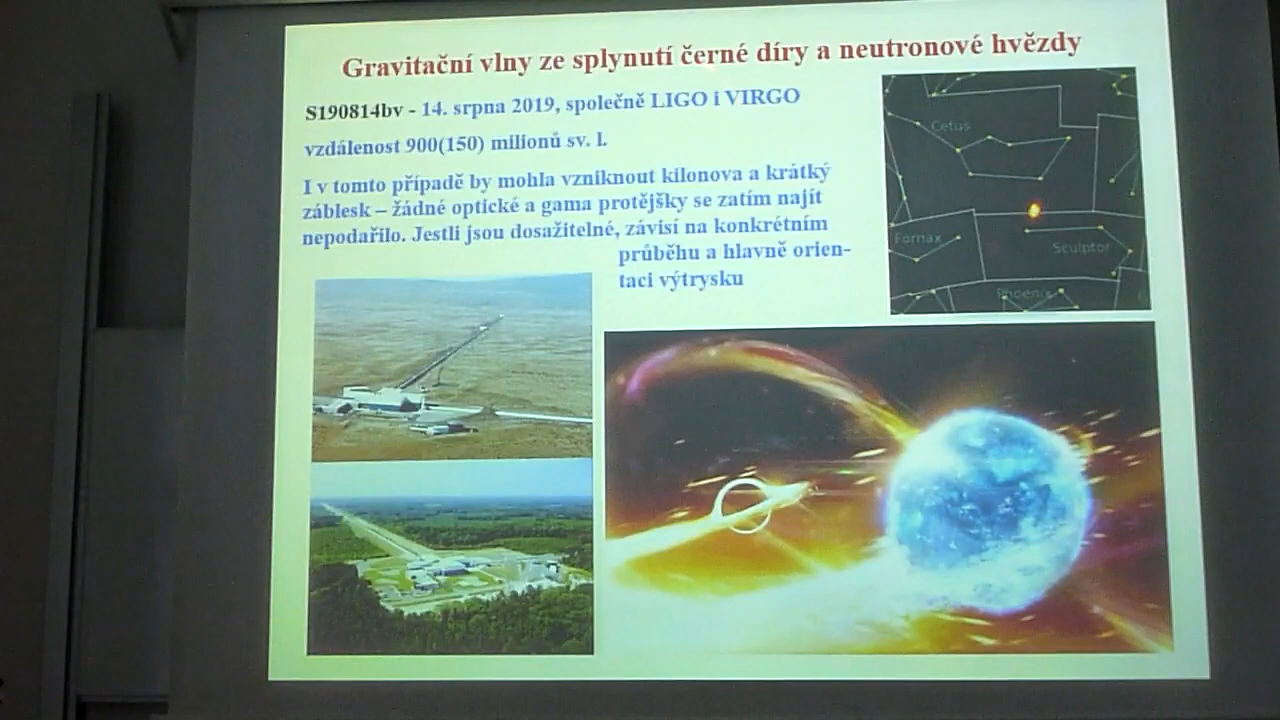 Gravitační vlny ze splynutí černé díry a neutronové hvězdy
S190814bv - 14. srpna 2019, společně LIGO i VIRGO
vzdálenost 900(150) milionů sv. l.
I v tomto případě by mohla vzniknout kilonova a krátký
záblesk – žádné optické a gama protějšky se zatím najít
nepodařilo. Jestli jsou dosažitelné, závisí na konkrétním
průběhu a hlavně orien-
taci výtrysku
Cetus
Fornax
Sculptor
Phoenix